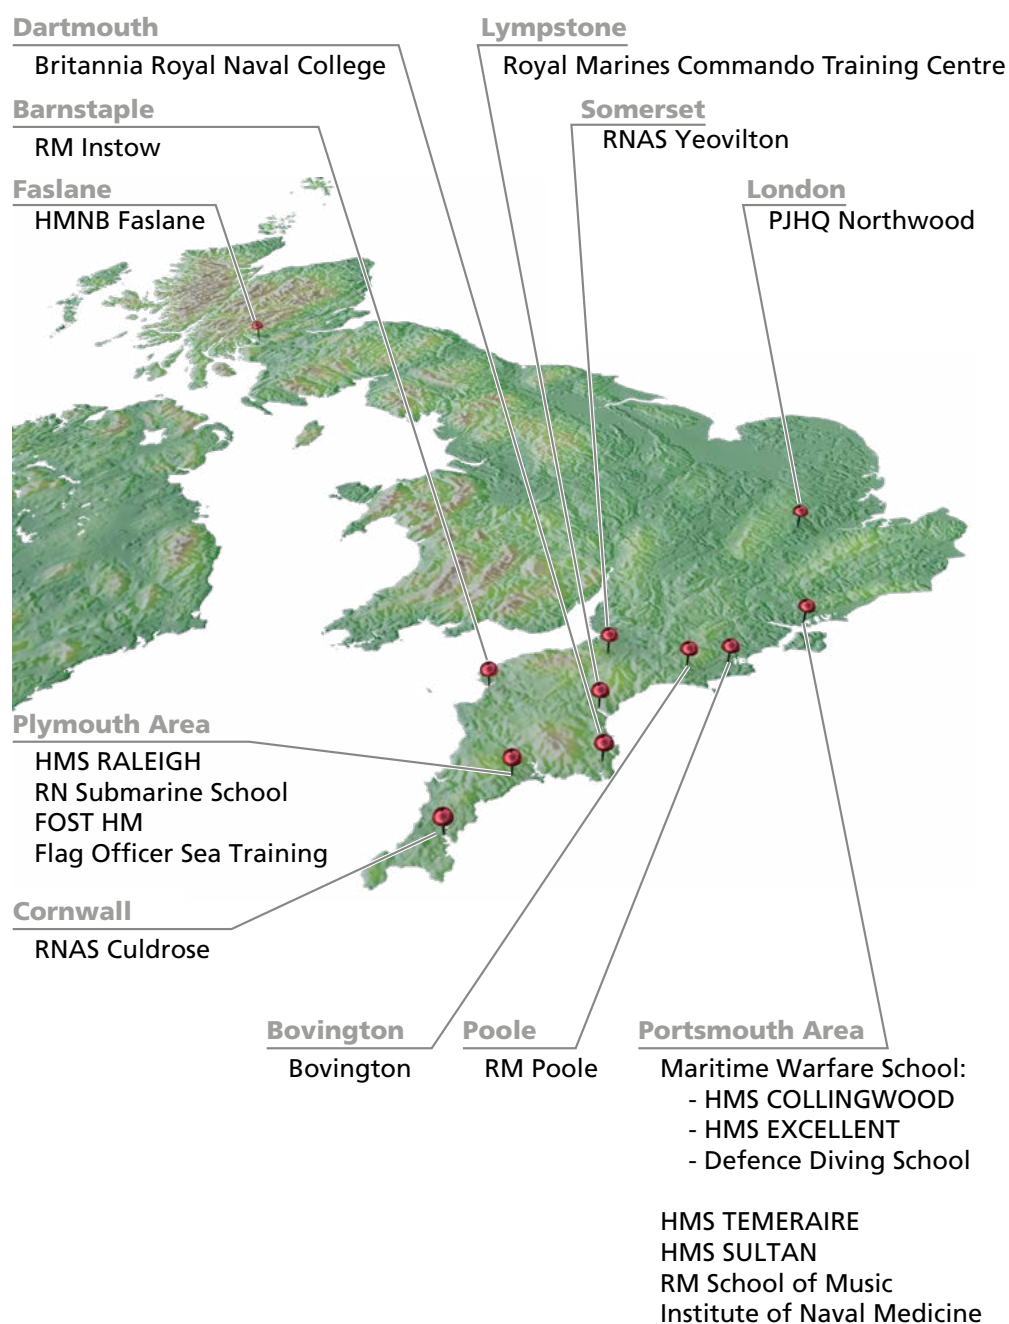 Dartmouth
Britannia Royal Naval College
Lympstone
Royal Marines Commando Training Centre
Barnstaple
RM Instow
Somerset
RNAS Yeovilton
Faslane
HMNB Faslane
London
PJHQ Northwood
Plymouth Area
HMS RALEIGH
RN Submarine School
FOST HM
Flag Officer Sea Training
Cornwall
RNAS Culdrose
Bovington
Bovington
Poole
RM Poole
Portsmouth Area
Maritime Warfare School:
- HMS COLLINGWOOD
- HMS EXCELLENT
- Defence Diving School
HMS TEMERAIRE
HMS SULTAN
RM School of Music
Institute of Naval Medicine